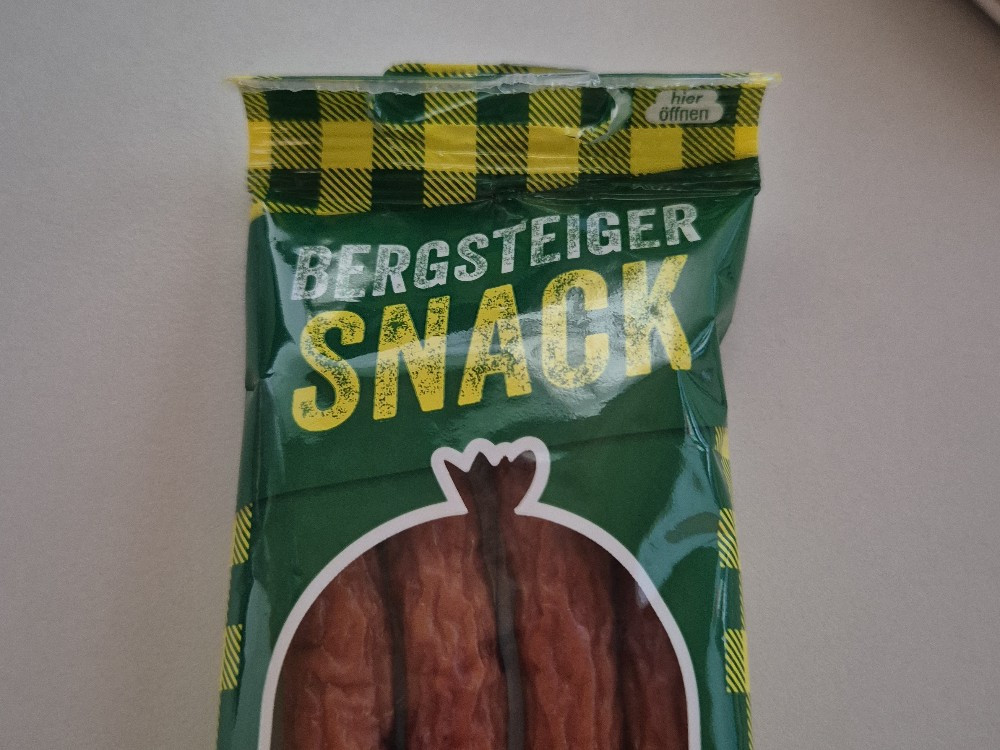 hier
öffnen
BERGSTEIGER
SNACK